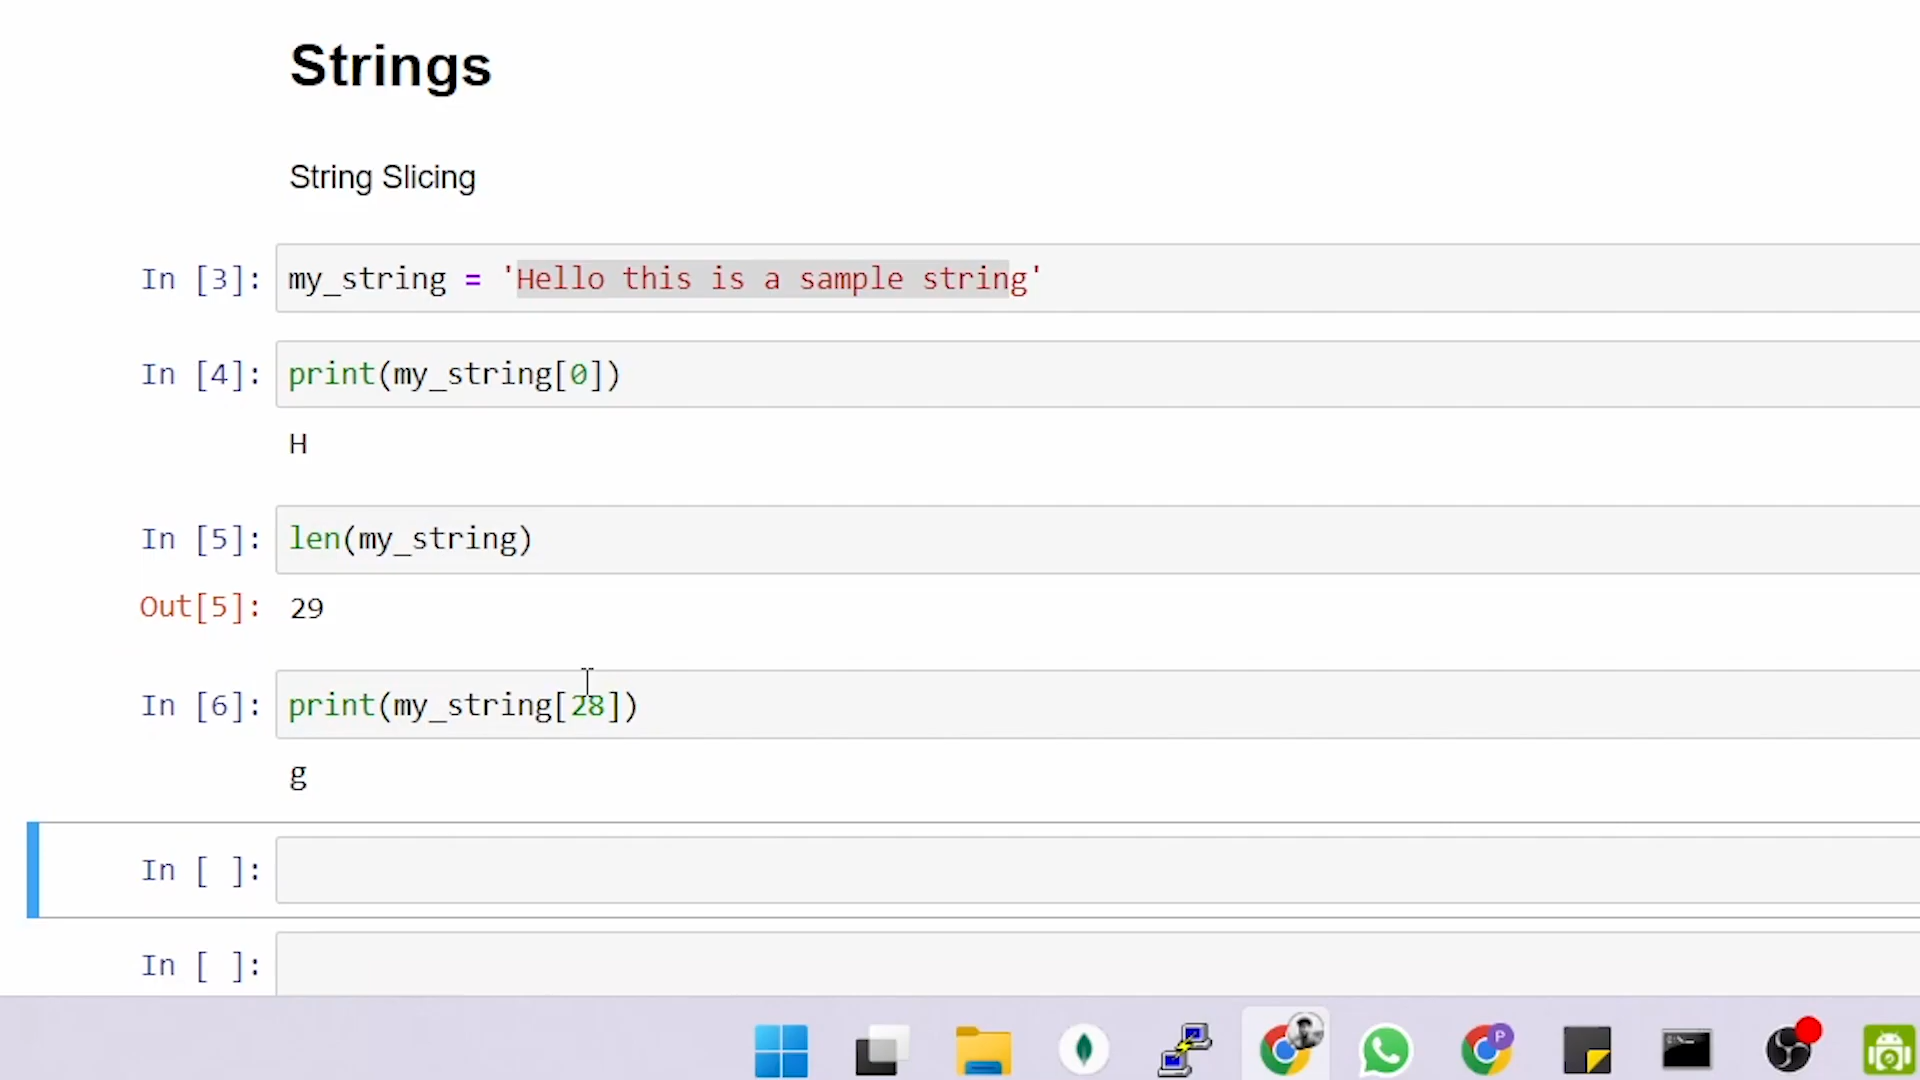 Strings
String Slicing
In [3]: my_string = 'Hello this is a sample string'
In [4]: print(my_string[0])
H
In [5]: len(my_string)
Out[5]: 29
In [6]: print(my_string[28])
g
In [ ]:
In [ ]:
P